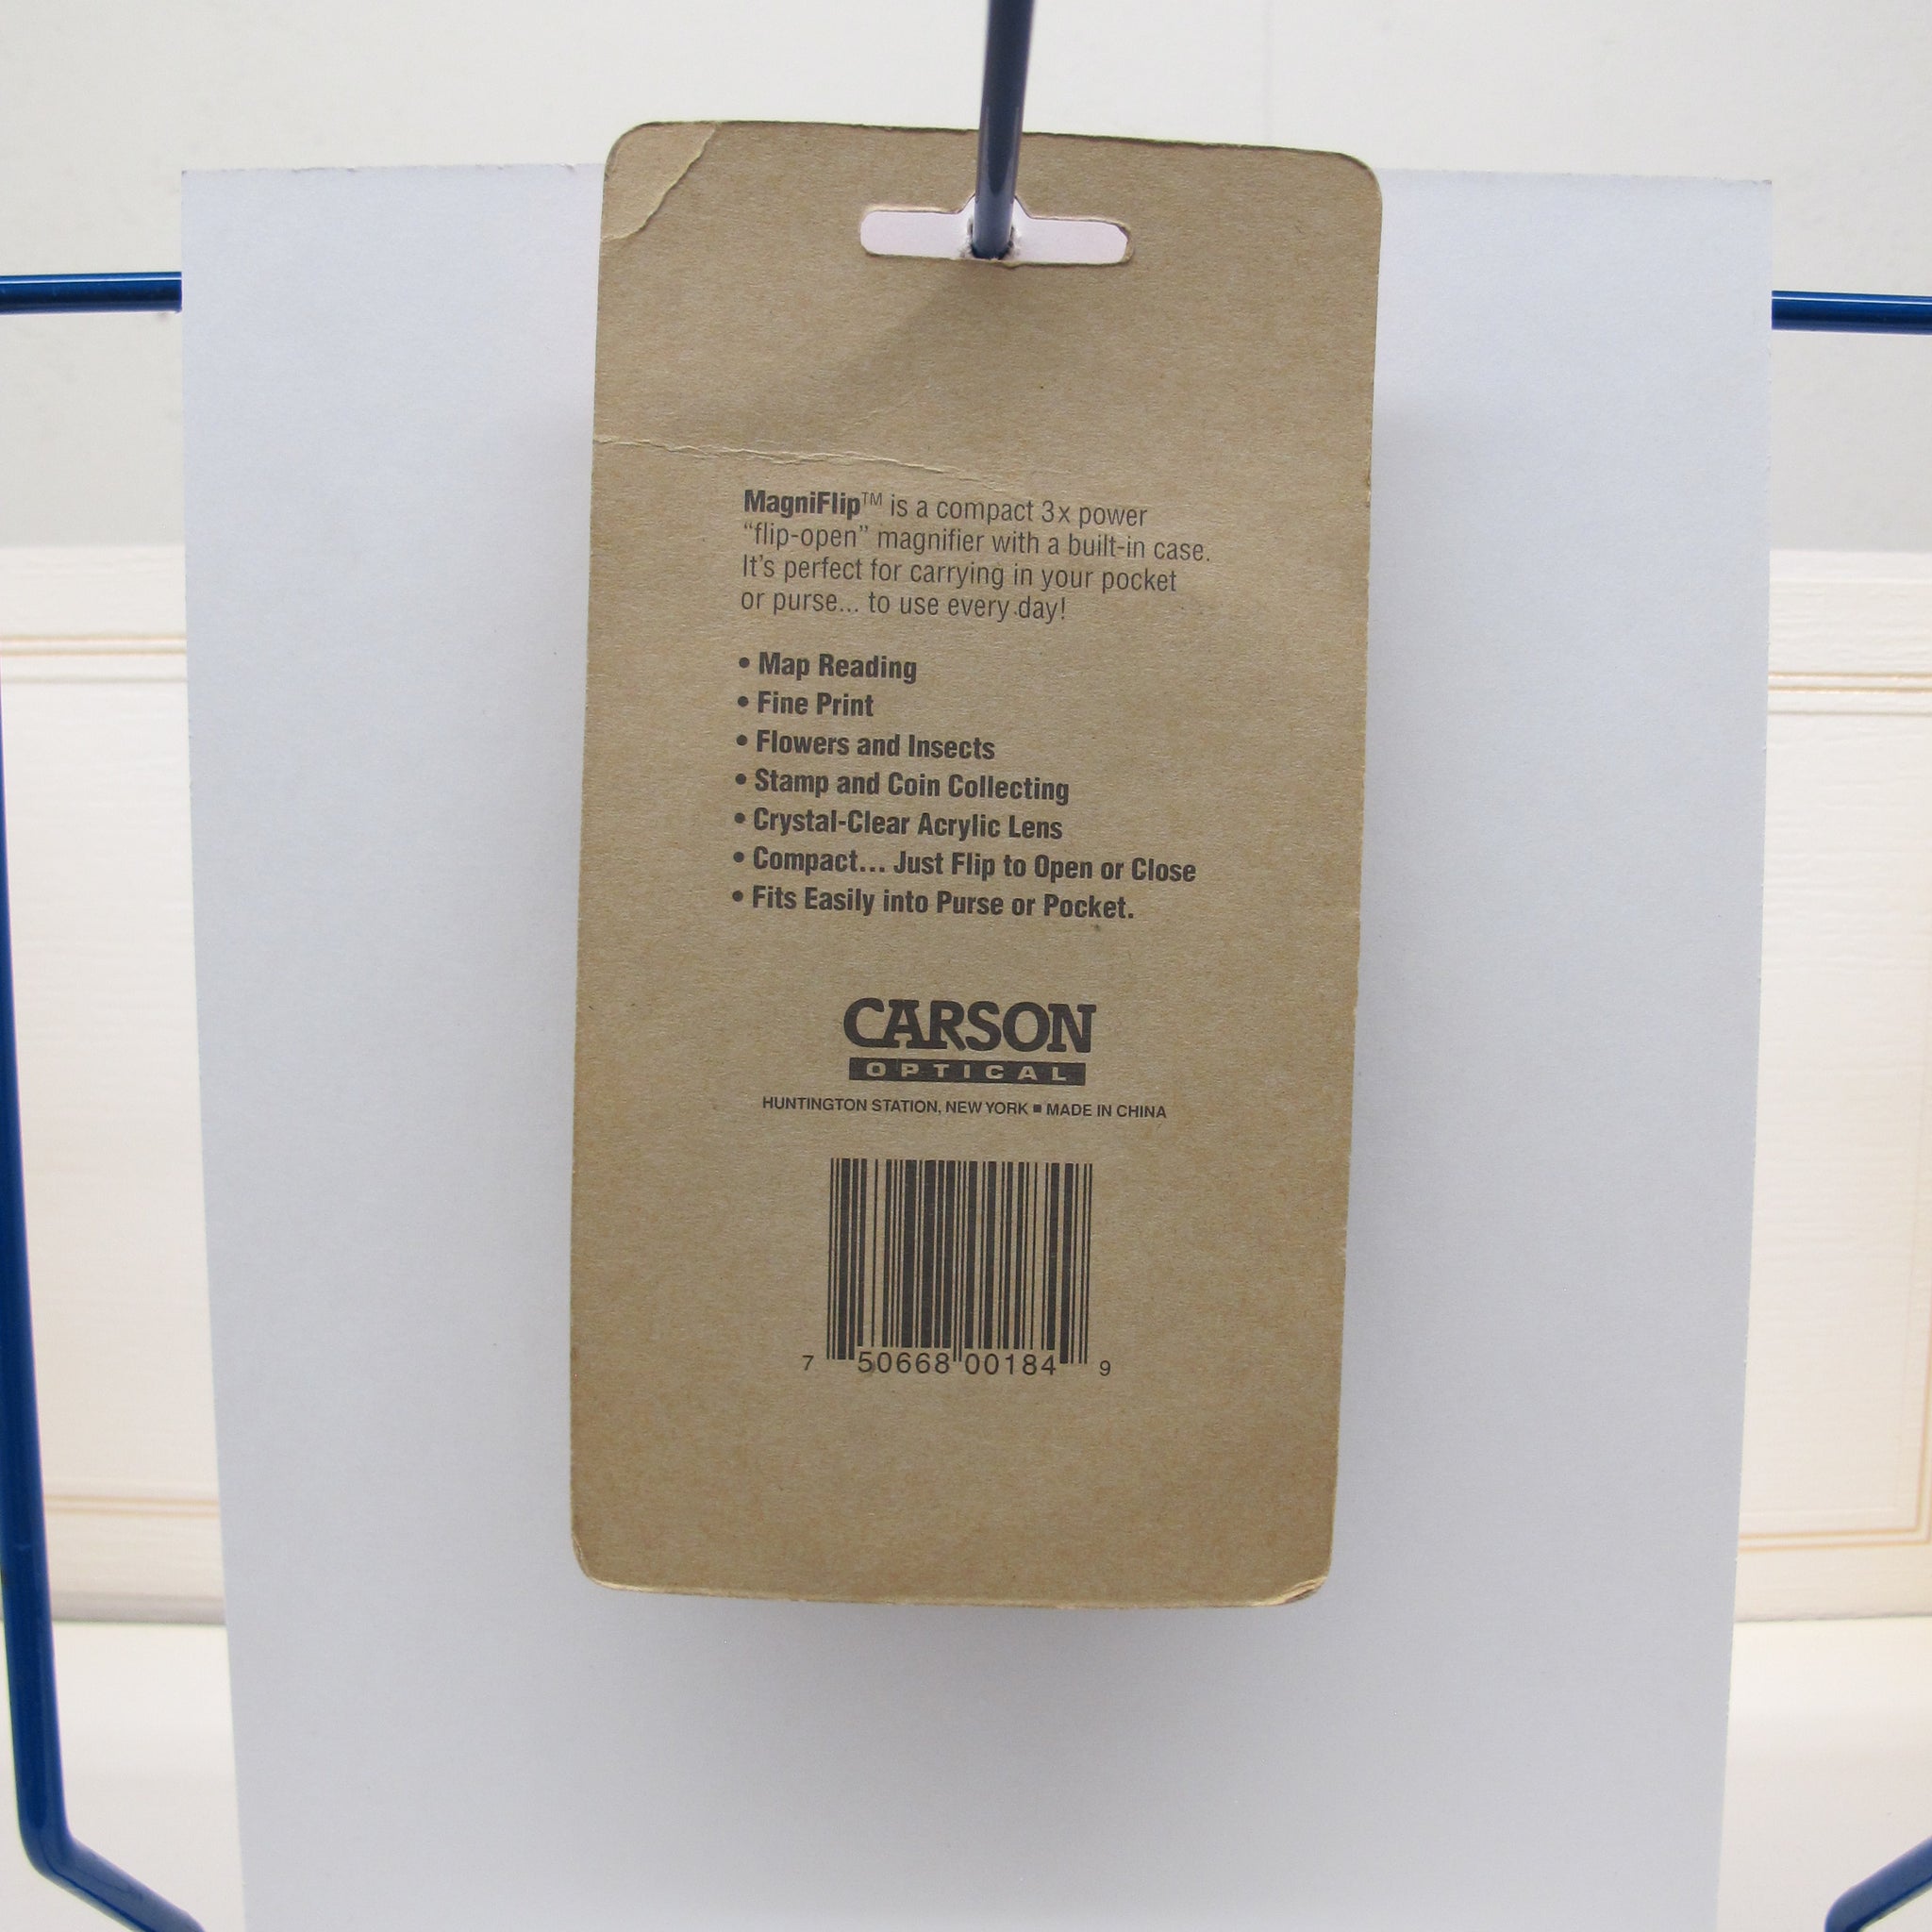 MagniFlip™ is a compact 3x power
“flip-open” magnifier with a built-in case.
It’s perfect for carrying in your pocket
or purse... to use every day!
• Map Reading
• Fine Print
• Flowers and Insects
• Stamp and Coin Collecting
• Crystal-Clear Acrylic Lens
• Compact... Just Flip to Open or Close
• Fits Easily into Purse or Pocket.
CARSON
OPTICAL
HUNTINGTON STATION, NEW YORK ■ MADE IN CHINA
7 50668 00184 9